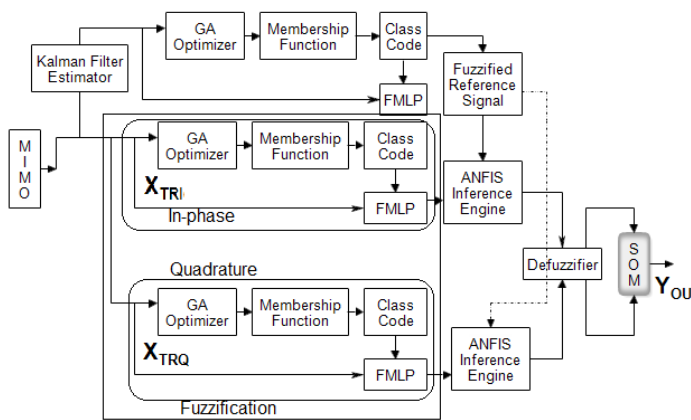 GA
Optimizer
Membership
Function
Class
Code
Kalman Filter
Estimator
Fuzzified
Reference
Signal
FMLP
MIMO
GA
Optimizer
Membership
Function
Class
Code
XTRI
FMLP
In-phase
ANFIS
Inference
Engine
Quadrature
Defuzzifier
SOM
YOU
GA
Optimizer
Membership
Function
Class
Code
XTRQ
FMLP
ANFIS
Inference
Engine
Fuzzification